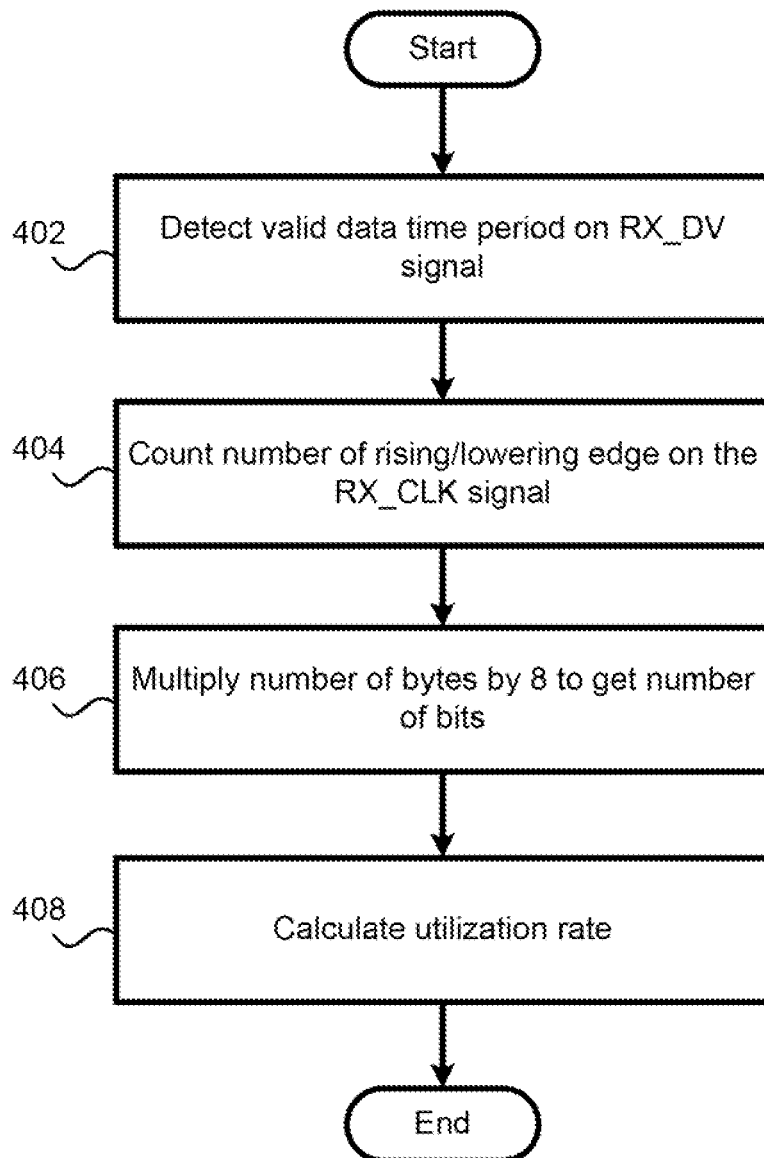 Start
402
Detect valid data time period on RX_DV
signal
404
Count number of rising/lowering edge on the
RX_CLK signal
406
Multiply number of bytes by 8 to get number
of bits
408
Calculate utilization rate
End